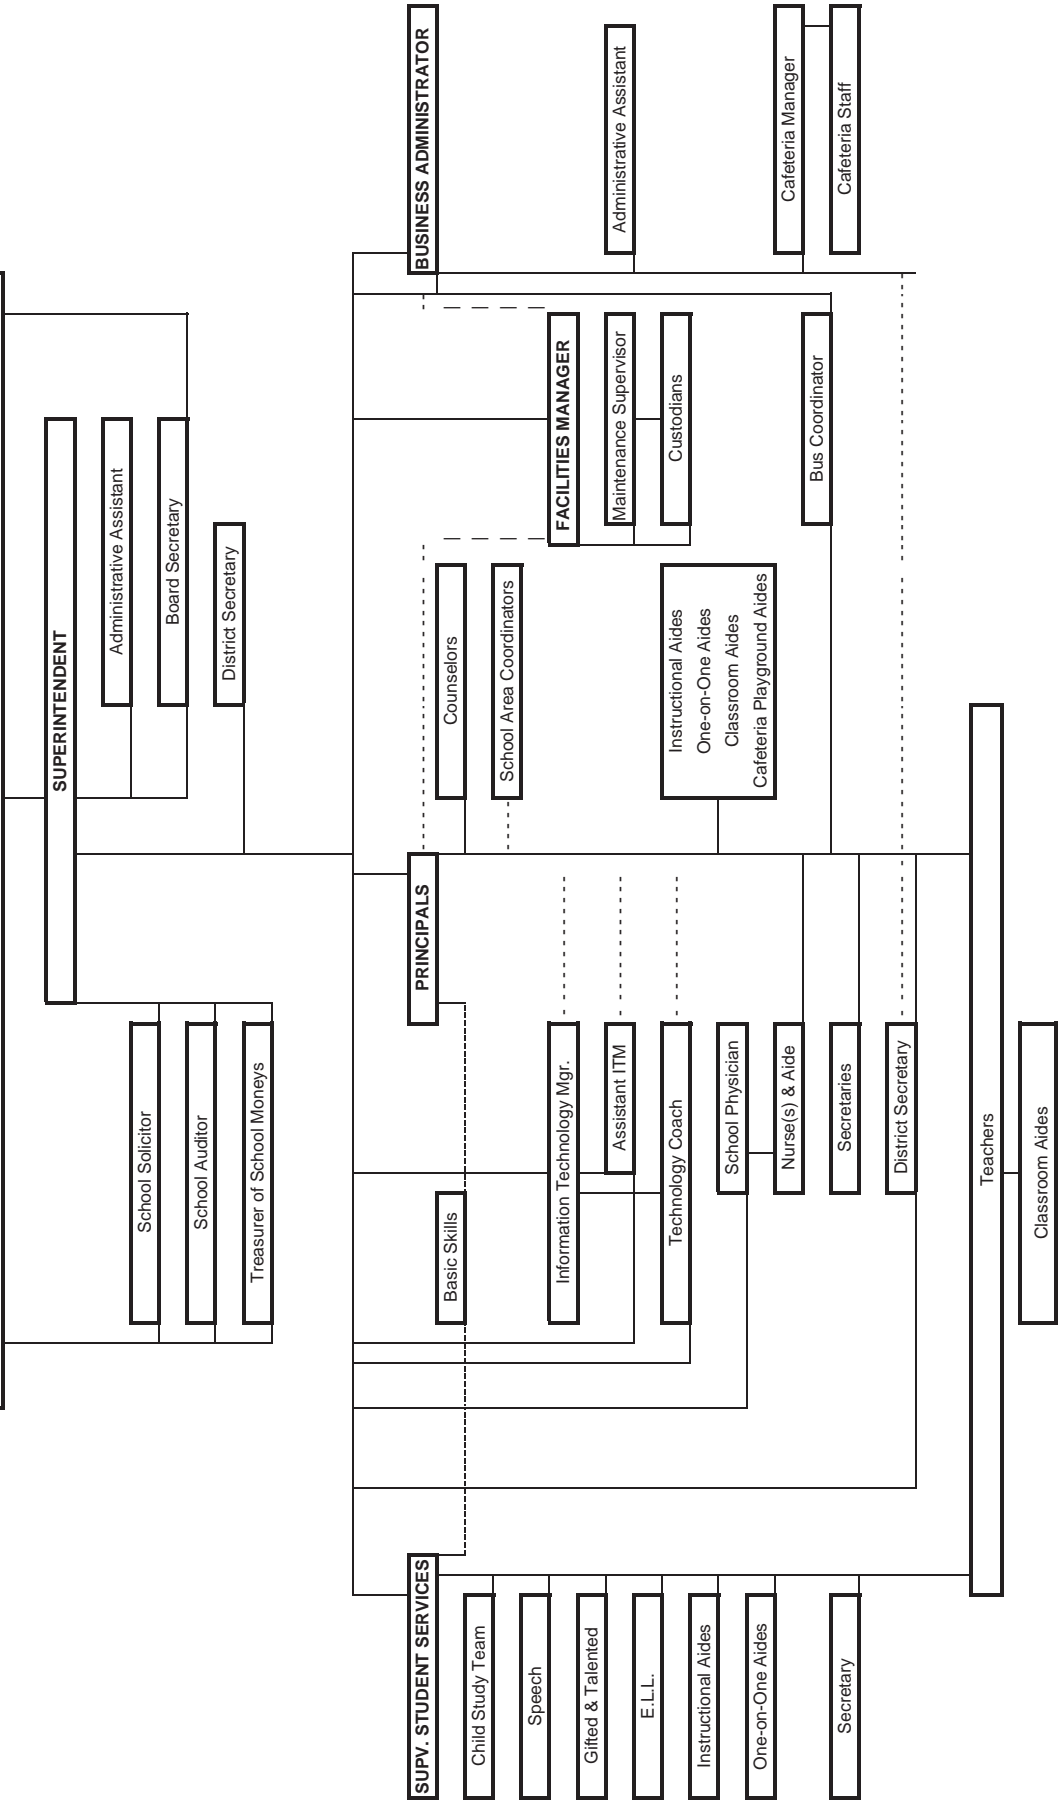 SUPERINTENDENT
School Solicitor
Administrative Assistant
School Auditor
Board Secretary
Treasurer of School Moneys
District Secretary
SUPV. STUDENT SERVICES
PRINCIPALS
BUSINESS ADMINISTRATOR
Child Study Team
Basic Skills
Counselors
Speech
School Area Coordinators
Gifted & Talented
Information Technology Mgr.
FACILITIES MANAGER
E.L.L.
Assistant ITM
Maintenance Supervisor
Administrative Assistant
Instructional Aides
Technology Coach
Instructional Aides
One-on-One Aides
Classroom Aides
Cafeteria Playground Aides
Custodians
One-on-One Aides
School Physician
Nurse(s) & Aide
Cafeteria Manager
Secretary
Secretaries
Bus Coordinator
Cafeteria Staff
District Secretary
Teachers
Classroom Aides